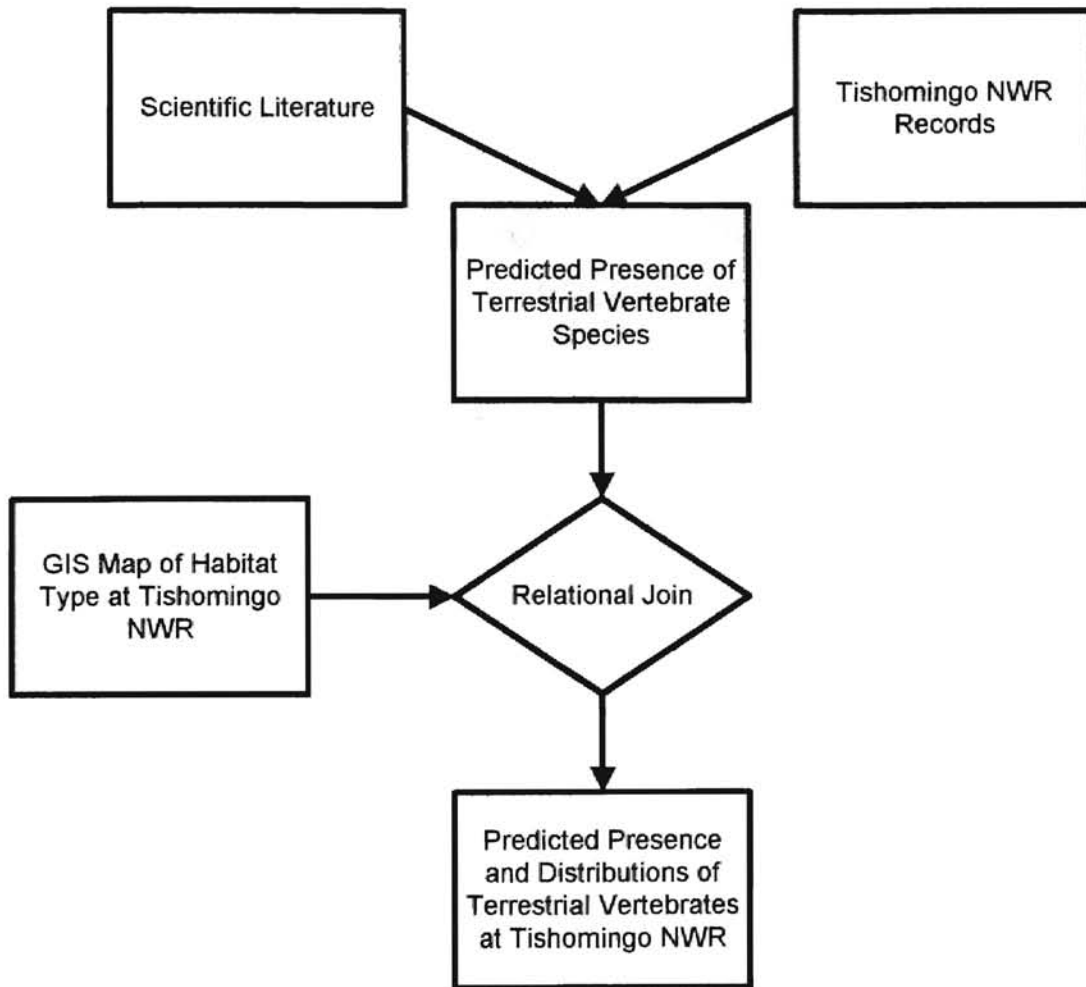 Scientific Literature
Tishomingo NWR
Records
Predicted Presence of
Terrestrial Vertebrate
Species
GIS Map of Habitat
Type at Tishomingo
NWR
Relational Join
Predicted Presence
and Distributions of
Terrestrial Vertebrates
at Tishomingo NWR